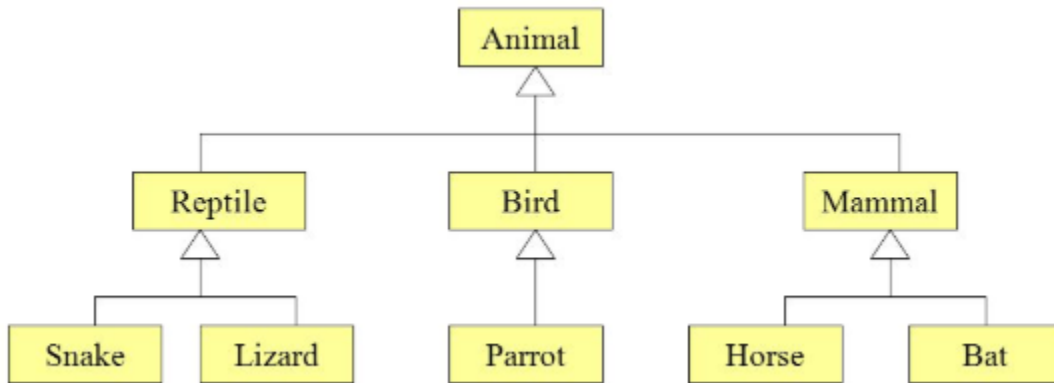 Animal
Reptile
Bird
Mammal
Snake
Lizard
Parrot
Horse
Bat